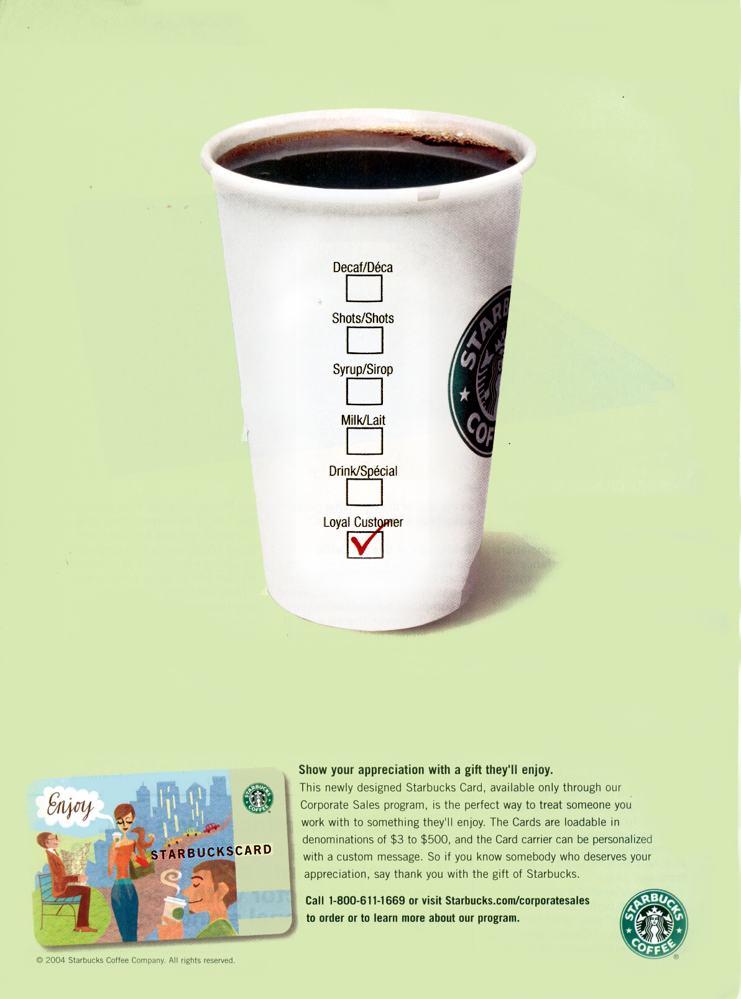 Decaf/Déca
Shots/Shots
Syrup/Sirop
Milk/Lait
Drink/Spécial
Loyal Customer
STARB
COF
Enjoy
STARBUCKS
COFFEE
STARBUCKSCARD
Show your appreciation with a gift they'll enjoy.
This newly designed Starbucks Card, available only through our
Corporate Sales program, is the perfect way to treat someone you
work with to something they'll enjoy. The Cards are loadable in
denominations of $3 to $500, and the Card carrier can be personalized
with a custom message. So if you know somebody who deserves your
appreciation, say thank you with the gift of Starbucks.
Call 1-800-611-1669 or visit Starbucks.com/corporatesales
to order or to learn more about our program.
STARBUCKS
COFFEE
®
© 2004 Starbucks Coffee Company. All rights reserved.